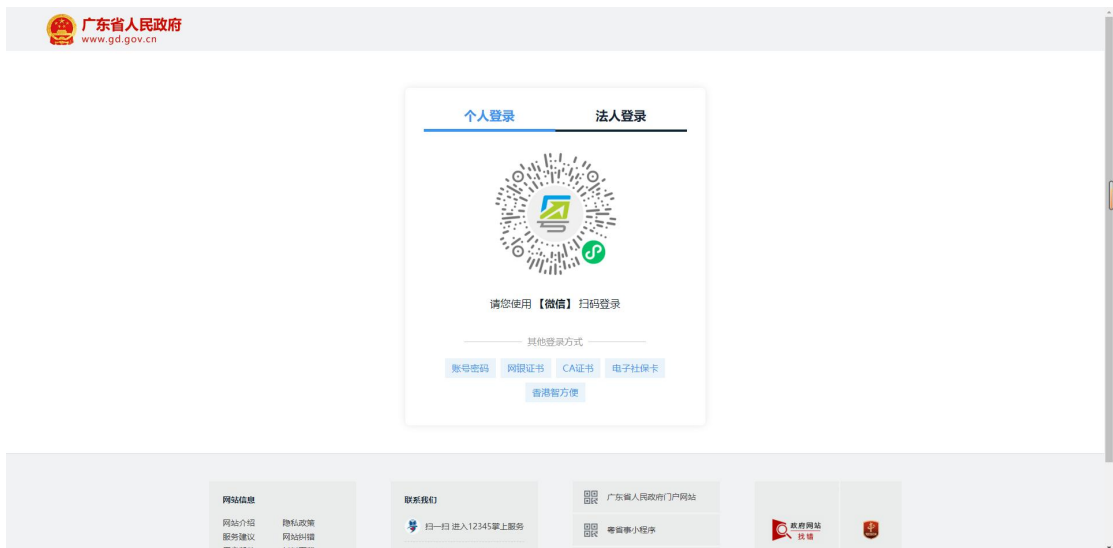 广东省人民政府
www.gd.gov.cn
个人登录 法人登录
请您使用【微信】扫码登录
其他登录方式
账号密码 网银证书 CA证书 电子社保卡
香港智方便
网站信息
网站介绍 隐私政策
服务建议 网站纠错
联系我们
扫一扫 进入12345掌上服务
广东省人民政府门户网站
粤省事小程序
政府网站
找错